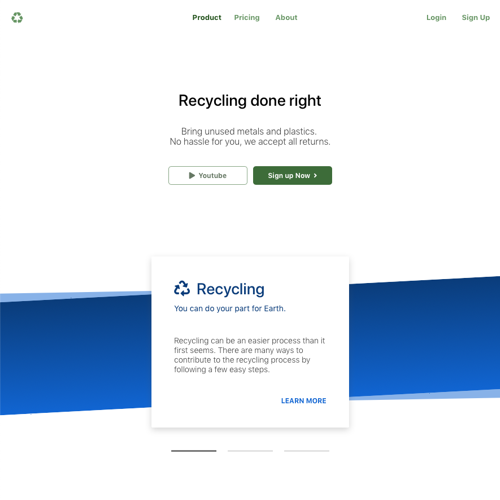 Product Pricing About Login Sign Up
Recycling done right
Bring unused metals and plastics.
No hassle for you, we accept all returns.
Youtube Sign up Now
Recycling
You can do your part for Earth.
Recycling can be an easier process than it
first seems. There are many ways to
contribute to the recycling process by
following a few easy steps.
LEARN MORE